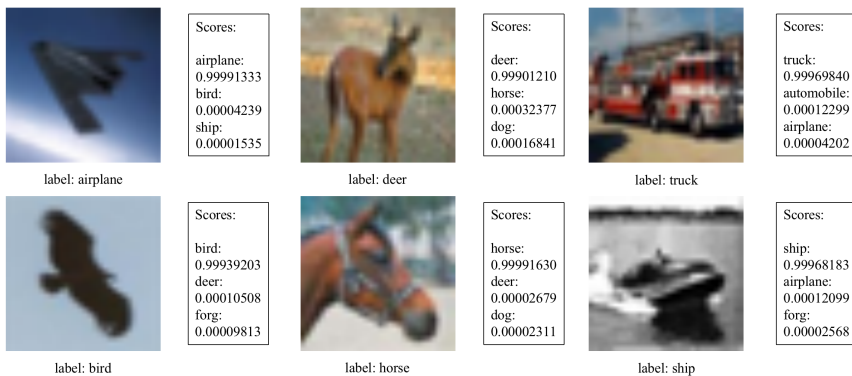 Scores:
airplane:
0.99991333
bird:
0.00004239
ship:
0.00001535
label: airplane
Scores:
deer:
0.99901210
horse:
0.00032377
dog:
0.00016841
label: deer
Scores:
truck:
0.99969840
automobile:
0.00012299
airplane:
0.00004202
label: truck
Scores:
bird:
0.99939203
deer:
0.00010508
forg:
0.00009813
label: bird
Scores:
horse:
0.99991630
deer:
0.00002679
dog:
0.00002311
label: horse
Scores:
ship:
0.99968183
airplane:
0.00012099
forg:
0.00002568
label: ship